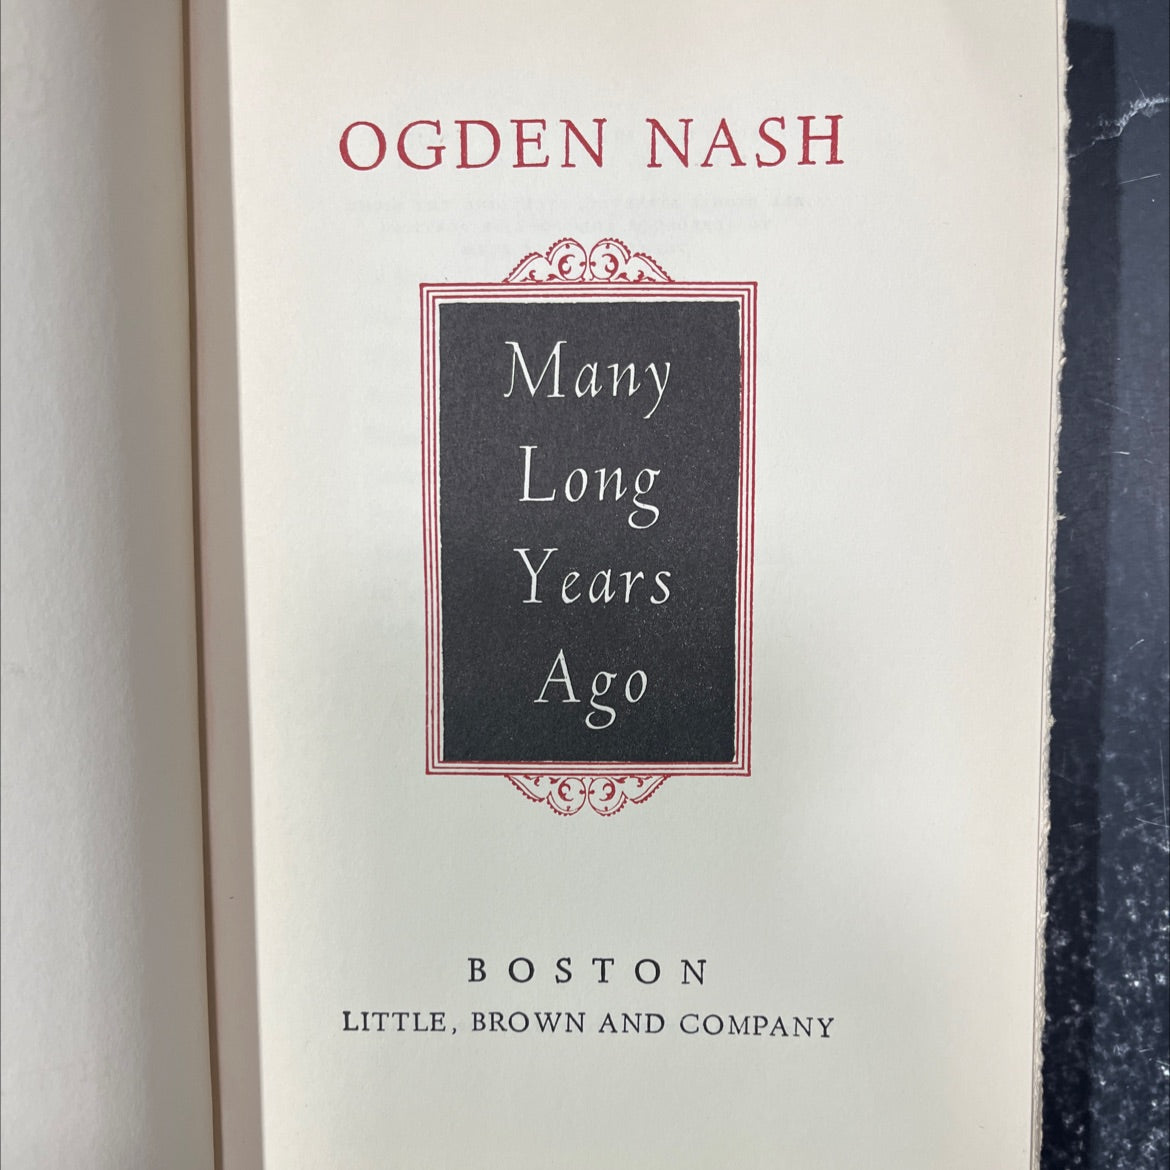 OGDEN NASH
Many
Long
Years
Ago
BOSTON
LITTLE, BROWN AND COMPANY